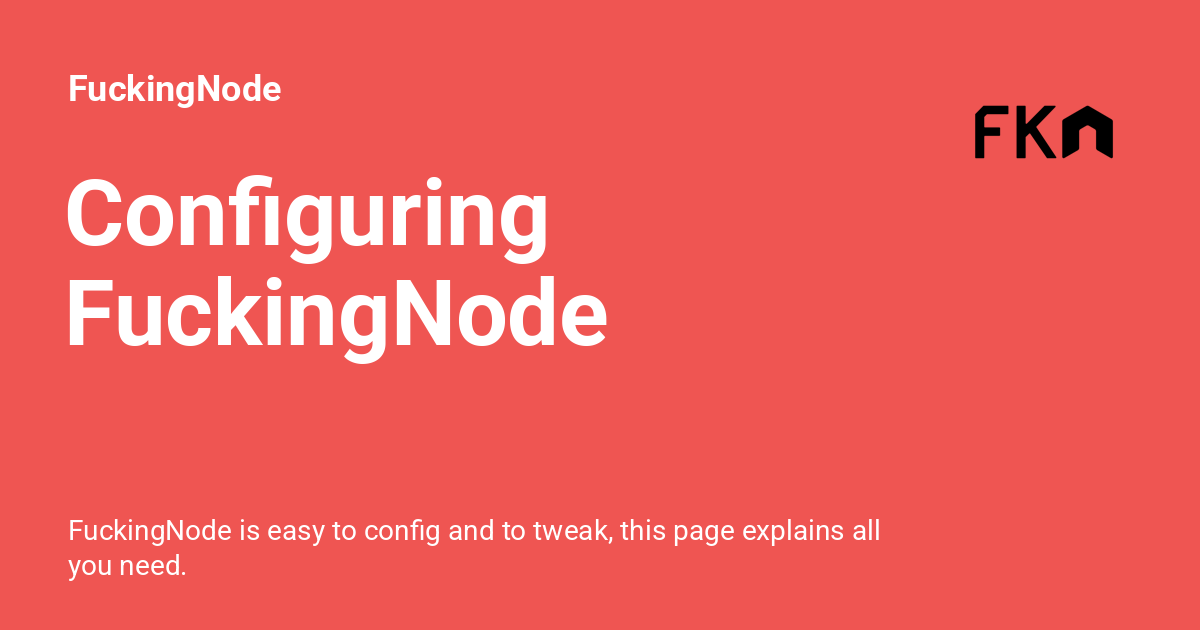 FuckingNode
FKn
Configuring
FuckingNode
FuckingNode is easy to config and to tweak, this page explains all
you need.